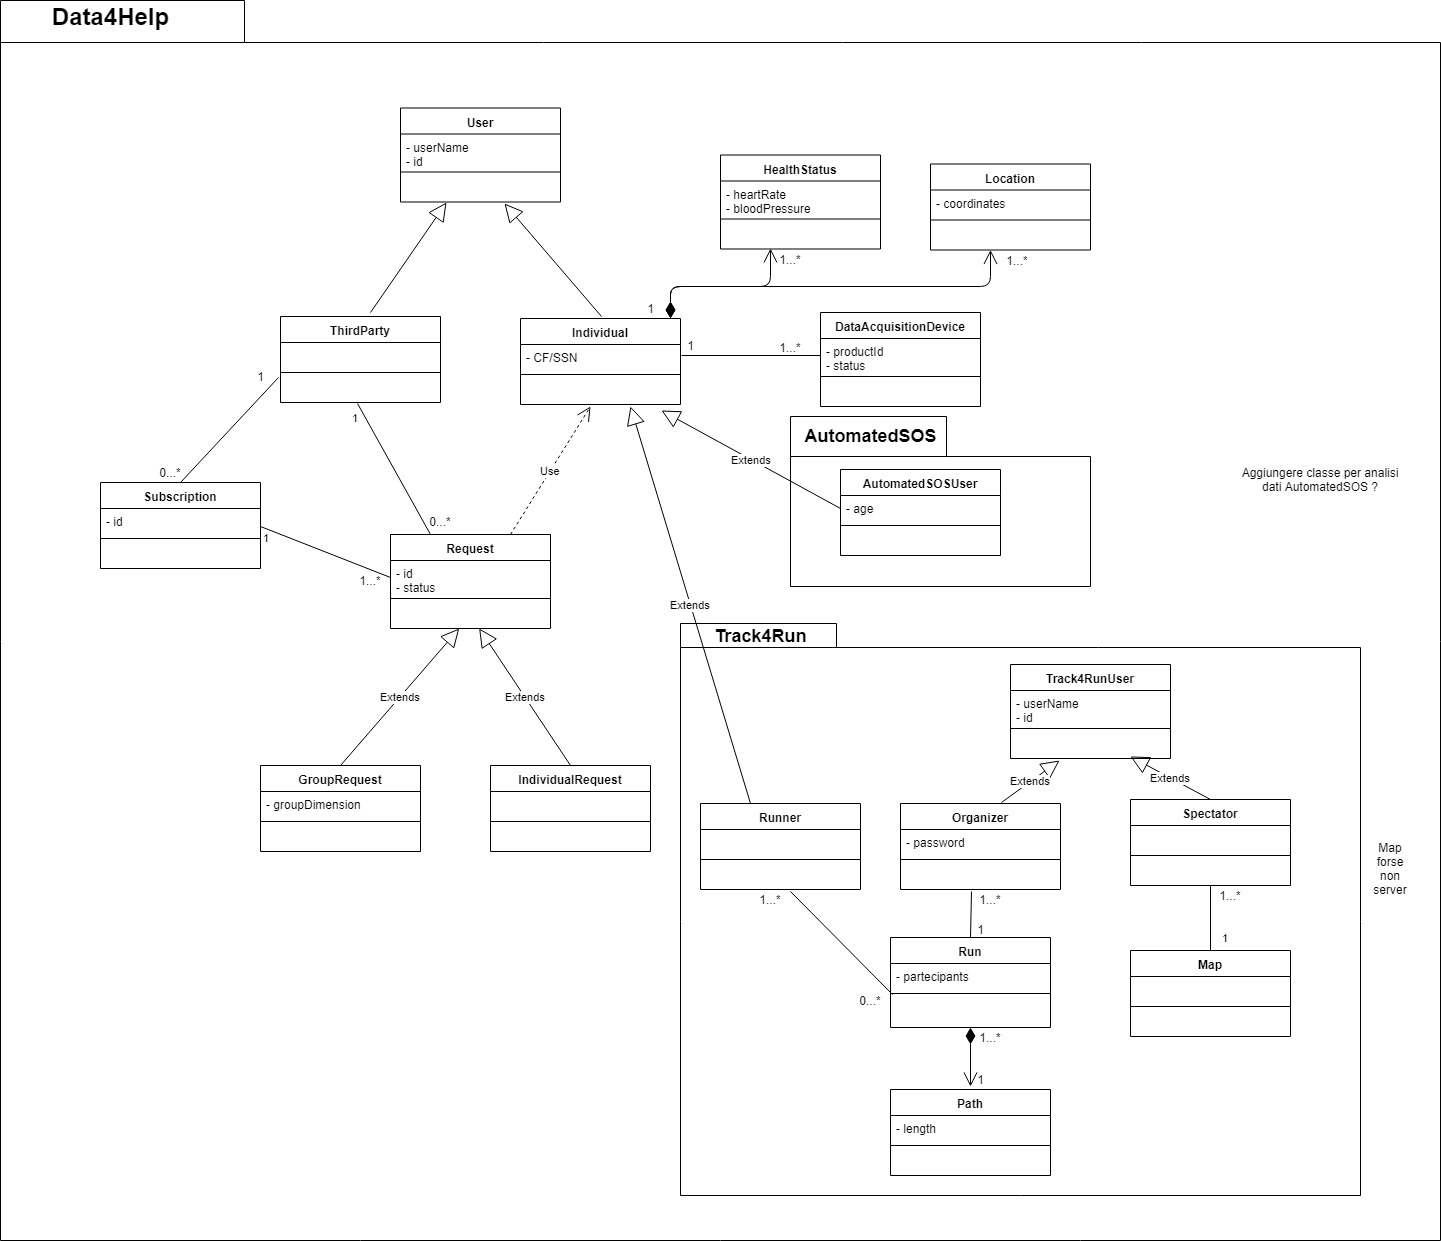 Data4Help
User
- userName
- id
HealthStatus
- heartRate
- bloodPressure
Location
- coordinates
1...*
1...*
1
ThirdParty
Individual
- CF/SSN
1
1...*
DataAcquisitionDevice
- productId
- status
1
1
0...*
Subscription
- id
1
1...*
0...*
Use
Request
- id
- status
Extends
AutomatedSOS
AutomatedSOSUser
- age
Aggiungere classe per analisi
dati AutomatedSOS ?
Extends
Extends
Extends
GroupRequest
- groupDimension
IndividualRequest
Track4Run
Track4RunUser
- userName
- id
Extends
Extends
Runner
Organizer
- password
Spectator
1...*
1...*
1...*
1
1
Run
- partecipants
0...*
Map
1...*
1
Path
- length
Map
forse
non
server